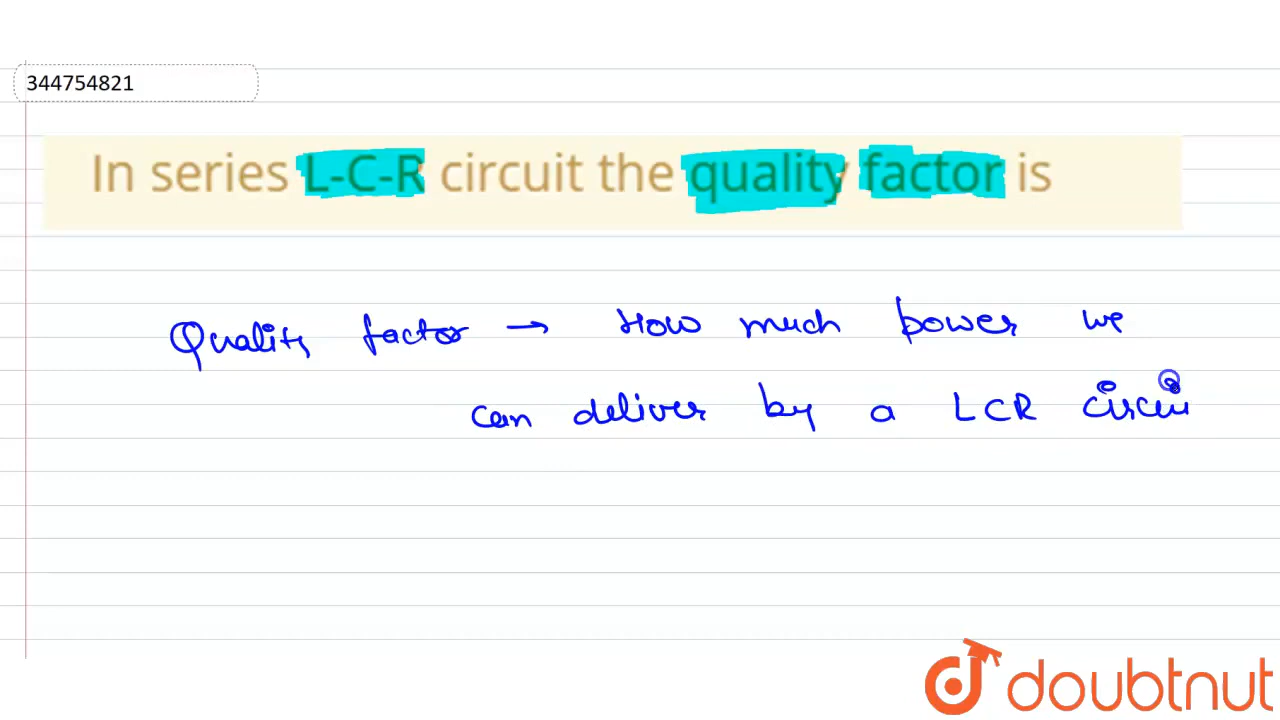 344754821
In series L-C-R circuit the quality factor is
Quality factor → How much power we
can deliver by a LCR circui
doubtnut